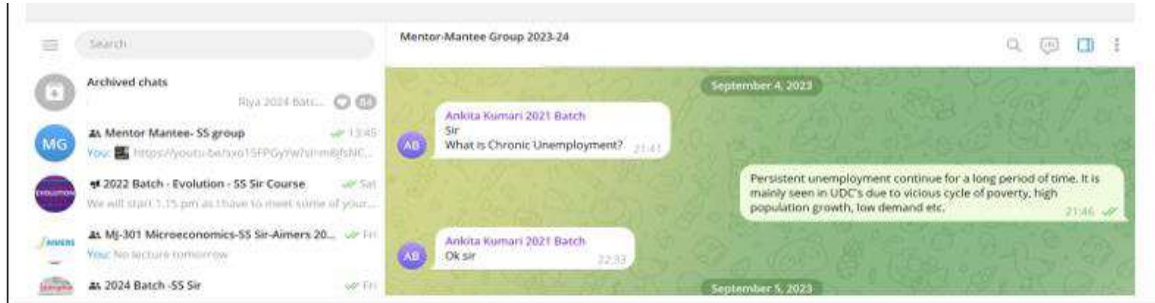 Search
Archived chats
Riya 2024 Batc... 84
MG
Mentor Mantee- SS group 13:45
You:
2022 Batch - Evolution - SS Sir Course Sat
We will start 1.15 pm as I have to meet some of your...
MJ-301 Microeconomics-SS Sir-Aimers 20... Fri
You: No lecture tomorrow
2024 Batch -SS Sir Fri
Mentor-Mantee Group 2023-24
September 4, 2023
Ankita Kumari 2021 Batch
Sir
AB
What is Chronic Unemployment? 21:41
Persistent unemployment continue for a long period of time. It is
mainly seen in UDC's due to vicious cycle of poverty, high
population growth, low demand etc.
21:46
Ankita Kumari 2021 Batch
AB
Ok sir 22:33
September 5, 2023